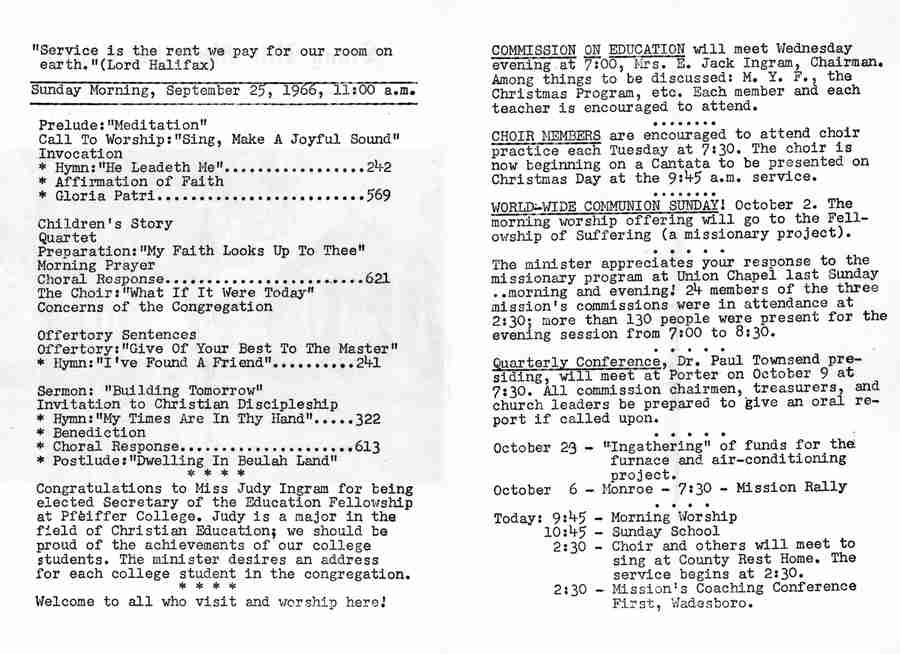 "Service is the rent we pay for our room on
earth."(Lord Halifax)
Sunday Morning, September 25, 1966, 11:00 a.m.
Prelude:"Meditation"
Call To Worship:"Sing, Make A Joyful Sound"
Invocation
* Hymn:"He Leadeth Me".................242
* Affirmation of Faith
* Gloria Patri.........................569
Children's Story
Quartet
Preparation:"My Faith Looks Up To Thee"
Morning Prayer
Choral Response........................621
The Choir:"What If It Were Today"
Concerns of the Congregation
Offertory Sentences
Offertory:"Give Of Your Best To The Master"
* Hymn:"I've Found A Friend"..........241
Sermon: "Building Tomorrow"
Invitation to Christian Discipleship
* Hymn:"My Times Are In Thy Hand".....322
* Benediction
* Choral Response.....................613
* Postlude:"Dwelling In Beulah Land"
* * * *
Congratulations to Miss Judy Ingram for being
elected Secretary of the Education Fellowship
at Pfeiffer College. Judy is a major in the
field of Christian Education; we should be
proud of the achievements of our college
students. The minister desires an address
for each college student in the congregation.
* * * *
Welcome to all who visit and worship here!
COMMISSION ON EDUCATION will meet Wednesday
evening at 7:00, Mrs. E. Jack Ingram, Chairman.
Among things to be discussed: M. Y. F., the
Christmas Program, etc. Each member and each
teacher is encouraged to attend.
........
CHOIR MEMBERS are encouraged to attend choir
practice each Tuesday at 7:30. The choir is
now beginning on a Cantata to be presented on
Christmas Day at the 9:45 a.m. service.
........
WORLD-WIDE COMMUNION SUNDAY! October 2. The
morning worship offering will go to the Fell-
owship of Suffering (a missionary project).
. . . . .
The minister appreciates your response to the
missionary program at Union Chapel last Sunday
..morning and evening! 24 members of the three
mission's commissions were in attendance at
2:30; more than 130 people were present for the
evening session from 7:00 to 8:30.
. . . . .
Quarterly Conference, Dr. Paul Townsend pre-
siding, will meet at Porter on October 9 at
7:30. All commission chairmen, treasurers, and
church leaders be prepared to give an oral re-
port if called upon.
. . . . .
October 23 - "Ingathering" of funds for the
furnace and air-conditioning
project.
October 6 - Monroe - 7:30 - Mission Rally
. . . .
Today: 9:45 - Morning Worship
10:45 - Sunday School
2:30 - Choir and others will meet to
sing at County Rest Home. The
service begins at 2:30.
2:30 - Mission's Coaching Conference
First, Wadesboro.